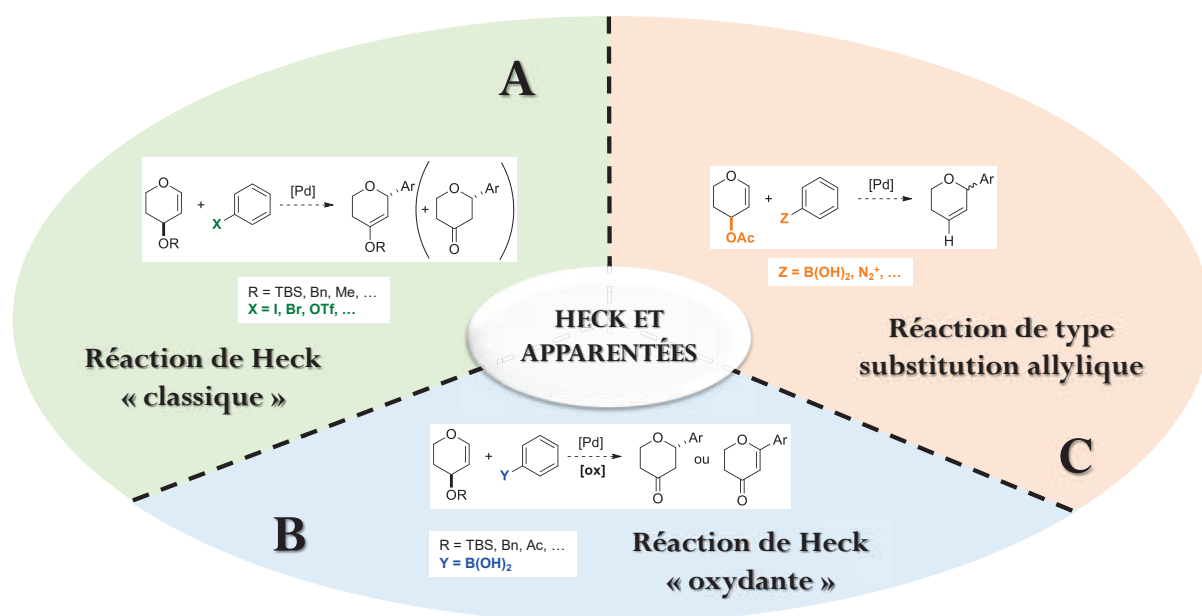 A
O
OR
+
X
[Pd]
O
Ar
OR
+
O
Ar
O
R = TBS, Bn, Me, …
X = I, Br, OTf, …
Réaction de Heck
« classique »
O
OAc
+
Z
[Pd]
O
Ar
H
Z = B(OH)₂, N₂⁺, …
Réaction de type
substitution allylique
C
HECK ET
APPARENTÉES
O
OR
+
Y
[Pd]
[ox]
O
Ar
O
ou
O
Ar
O
B
R = TBS, Bn, Ac, …
Y = B(OH)₂
Réaction de Heck
« oxydante »